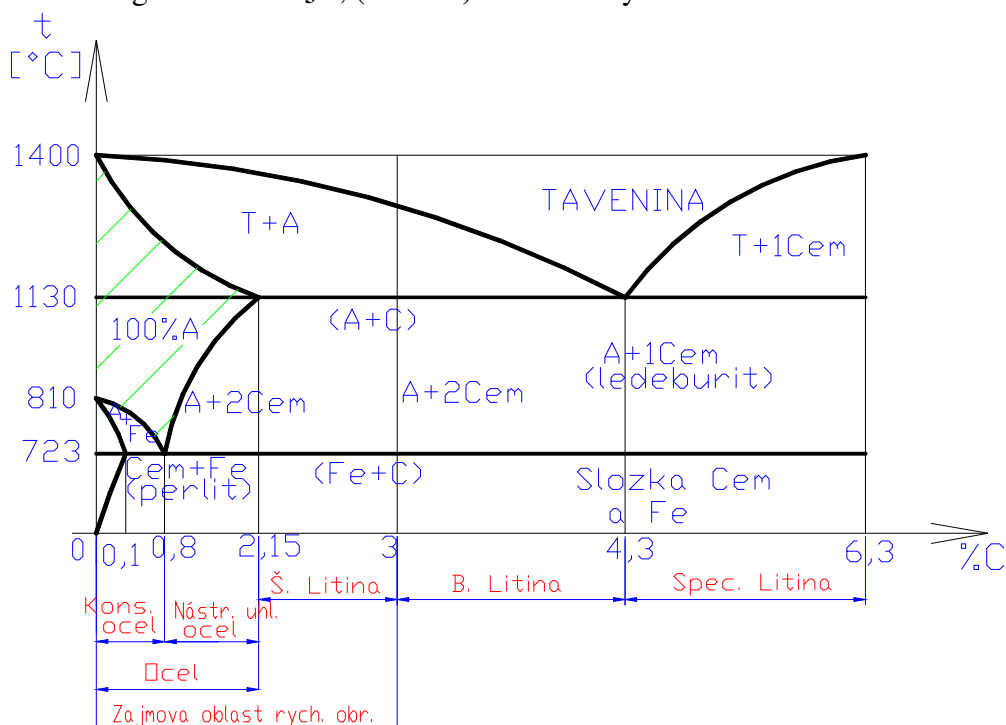 t
[°C]
1400
TAVENINA
T+A
T+1Cem
1130
(A+C)
100%A
A+1Cem
(ledeburit)
810
A+2Cem
A+2Cem
A+
Fe
723
Cem+Fe
(perlit)
(Fe+C)
Slozka Cem
a Fe
0
0,1
0,8
2,15
3
4,3
6,3
%C
Š. Litina
B. Litina
Spec. Litina
Kons.
ocel
Nástr. uhl.
ocel
Ocel
Zajmova oblast rych. obr.